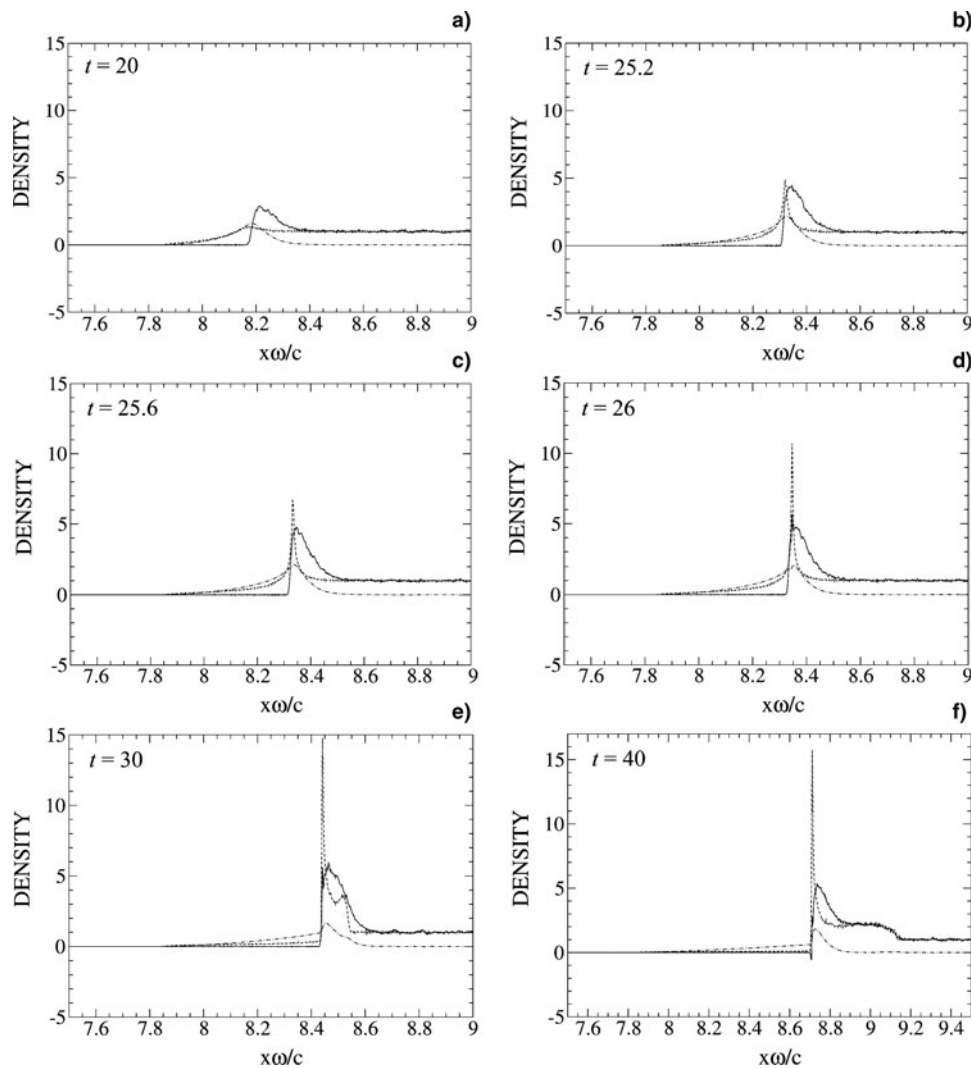 a)
t = 20
15
10
5
0
-5
DENSITY
7.6 7.8 8 8.2 8.4 8.6 8.8 9
xω/c
b)
t = 25.2
15
10
5
0
-5
DENSITY
7.6 7.8 8 8.2 8.4 8.6 8.8 9
xω/c
c)
t = 25.6
15
10
5
0
-5
DENSITY
7.6 7.8 8 8.2 8.4 8.6 8.8 9
xω/c
d)
t = 26
15
10
5
0
-5
DENSITY
7.6 7.8 8 8.2 8.4 8.6 8.8 9
xω/c
e)
t = 30
15
10
5
0
-5
DENSITY
7.6 7.8 8 8.2 8.4 8.6 8.8 9
xω/c
f)
t = 40
15
10
5
0
-5
DENSITY
7.6 7.8 8 8.2 8.4 8.6 8.8 9 9.2 9.4
xω/c